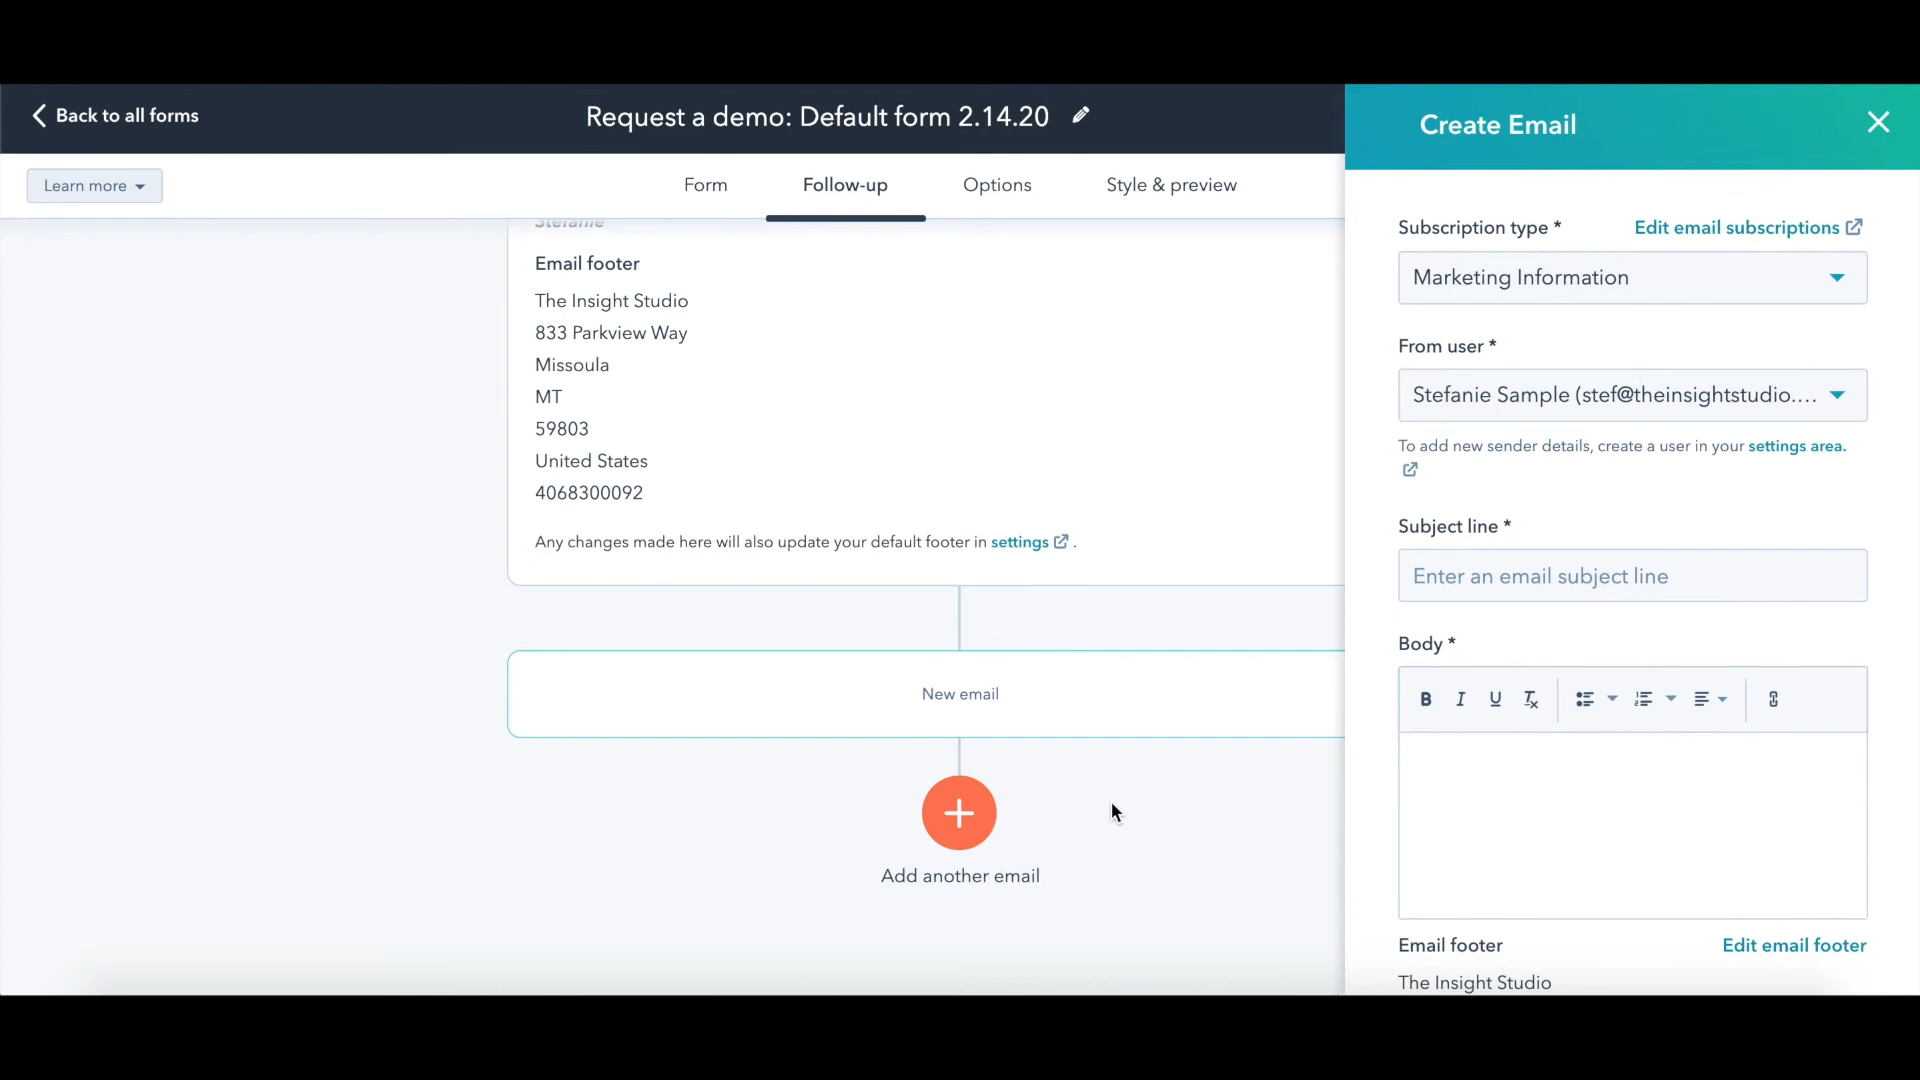 Back to all forms
Request a demo: Default form 2.14.20
Learn more
Form
Follow-up
Options
Style & preview
Stefanie
Email footer
The Insight Studio
833 Parkview Way
Missoula
MT
59803
United States
4068300092
Any changes made here will also update your default footer in settings .
New email
Add another email
Create Email
Subscription type *
Edit email subscriptions
Marketing Information
From user *
Stefanie Sample (stef@theinsightstudio....
To add new sender details, create a user in your settings area.
Subject line *
Enter an email subject line
Body *
Email footer
Edit email footer
The Insight Studio